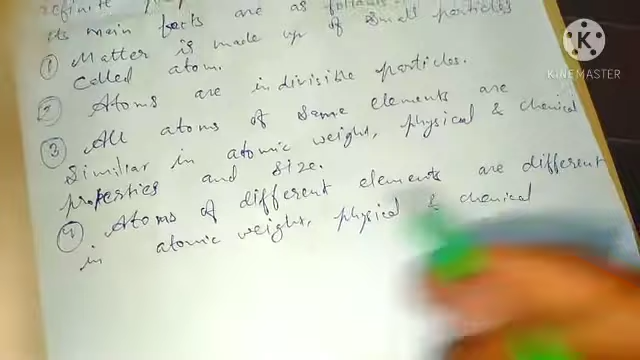 its main facts are as follows:
① Matter is made up of small particles
called atom.
② Atoms are indivisible particles.
③ All atoms of same elements are
similiar in atomic weight, physical & chemical
properties and size.
④ Atoms of different elements are different
in atomic weight, physical & chemical
K
KINEMASTER